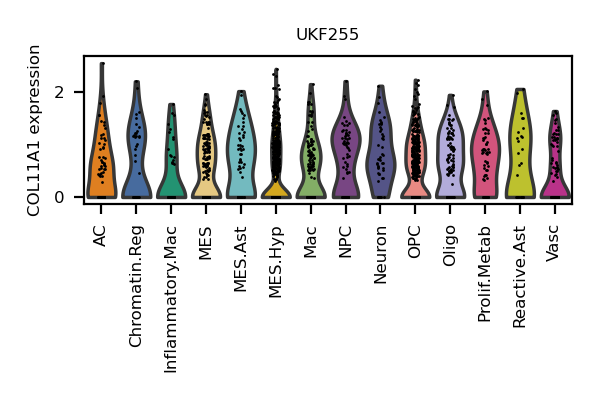 UKF255
COL11A1 expression
2
0
AC
Chromatin.Reg
Inflammatory.Mac
MES
MES.Ast
MES.Hyp
Mac
NPC
Neuron
OPC
Oligo
Prolif.Metab
Reactive.Ast
Vasc